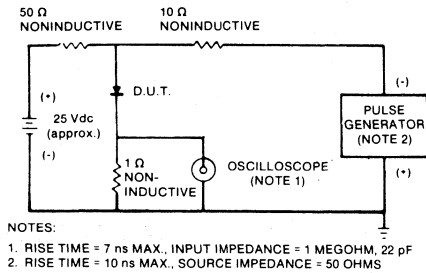 50 Ω
NONINDUCTIVE
10 Ω
NONINDUCTIVE
(+)
25 Vdc
(approx.)
(-)
D.U.T.
1 Ω
NON-
INDUCTIVE
OSCILLOSCOPE
(NOTE 1)
(-)
PULSE
GENERATOR
(NOTE 2)
(+)
NOTES:
1. RISE TIME = 7 ns MAX., INPUT IMPEDANCE = 1 MEGOHM, 22 pF
2. RISE TIME = 10 ns MAX., SOURCE IMPEDANCE = 50 OHMS